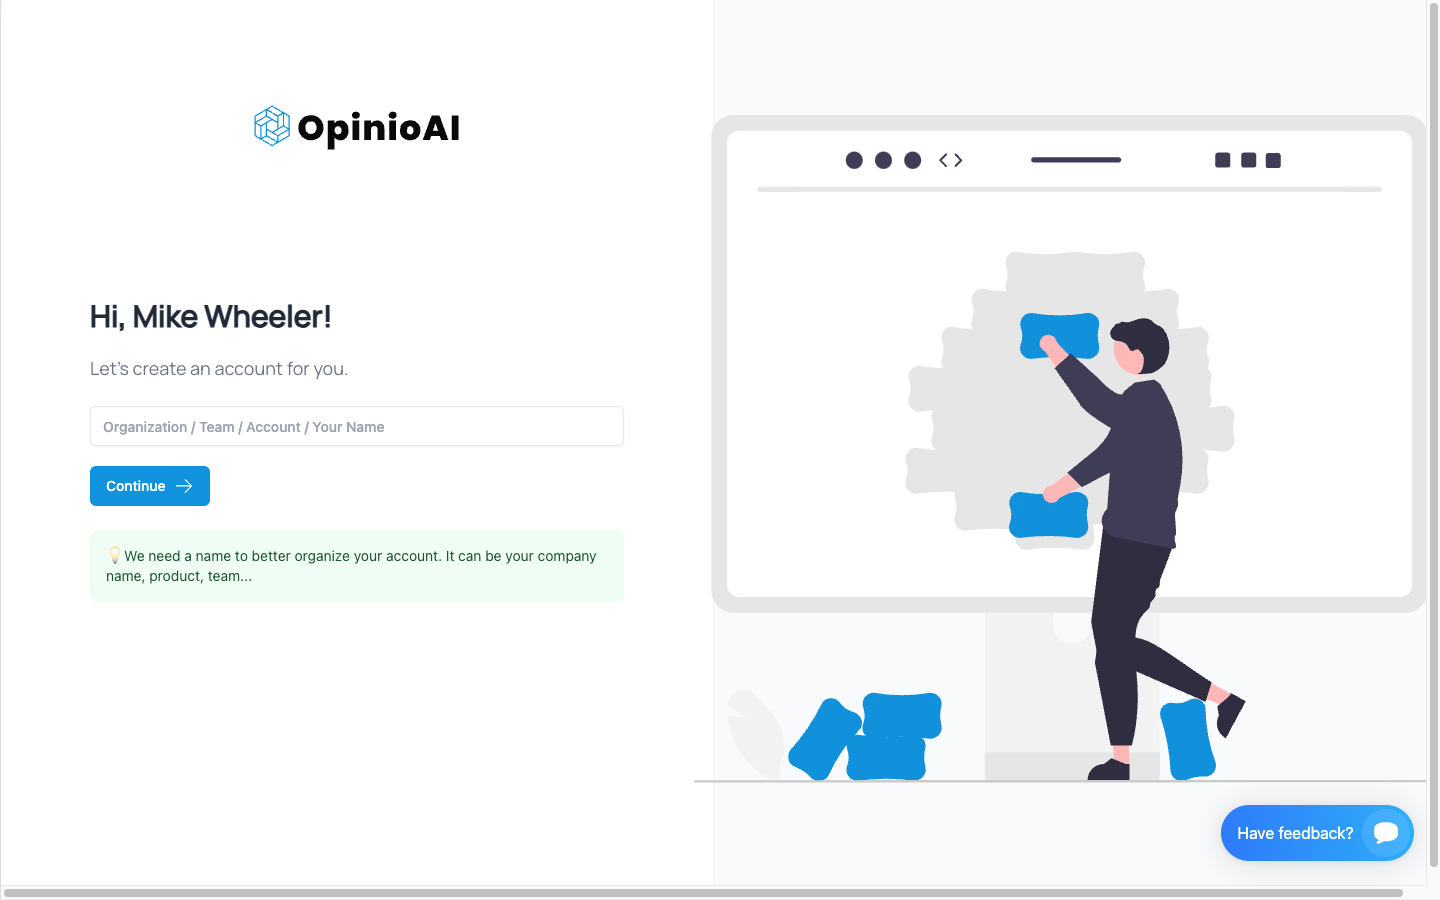 OpinioAI
Hi, Mike Wheeler!
Let's create an account for you.
Organization / Team / Account / Your Name
Continue
💡We need a name to better organize your account. It can be your company
name, product, team...
Have feedback?